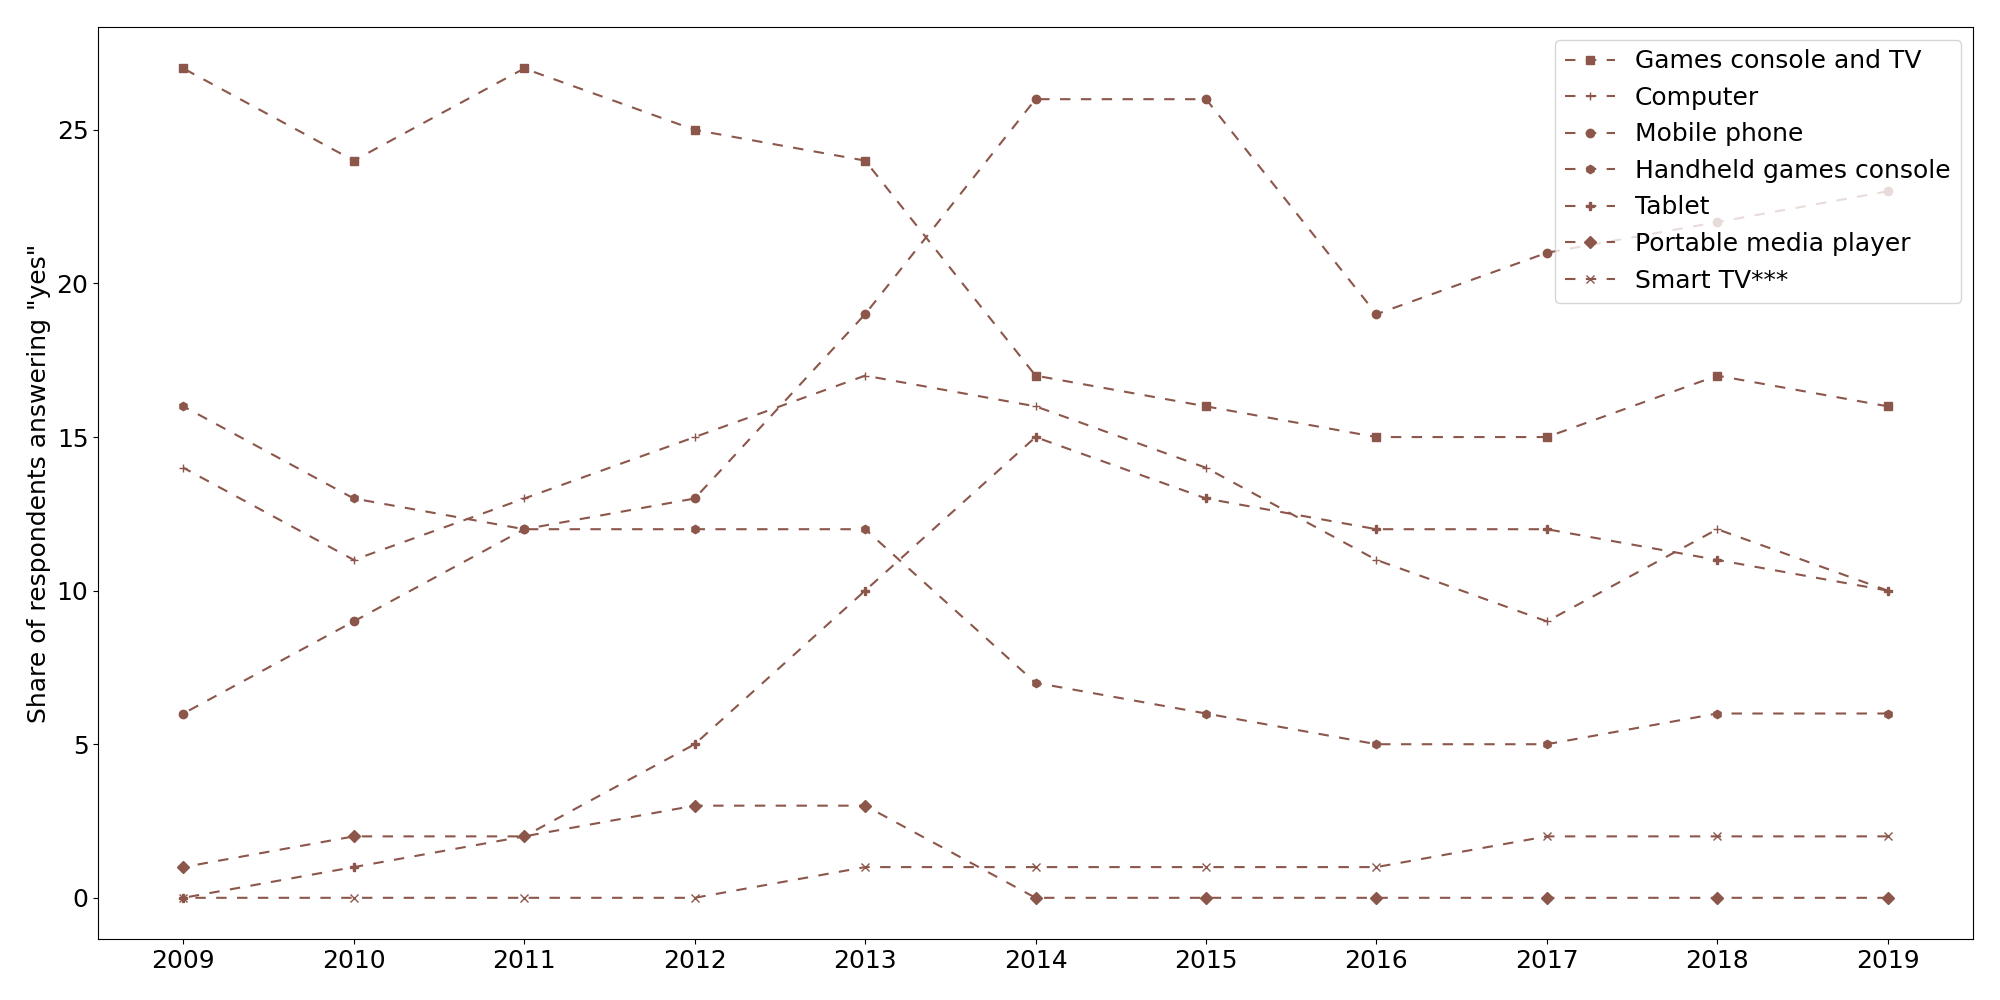 Share of respondents answering "yes"
25
20
15
10
5
0
2009 2010 2011 2012 2013 2014 2015 2016 2017 2018 2019
Games console and TV
Computer
Mobile phone
Handheld games console
Tablet
Portable media player
Smart TV***